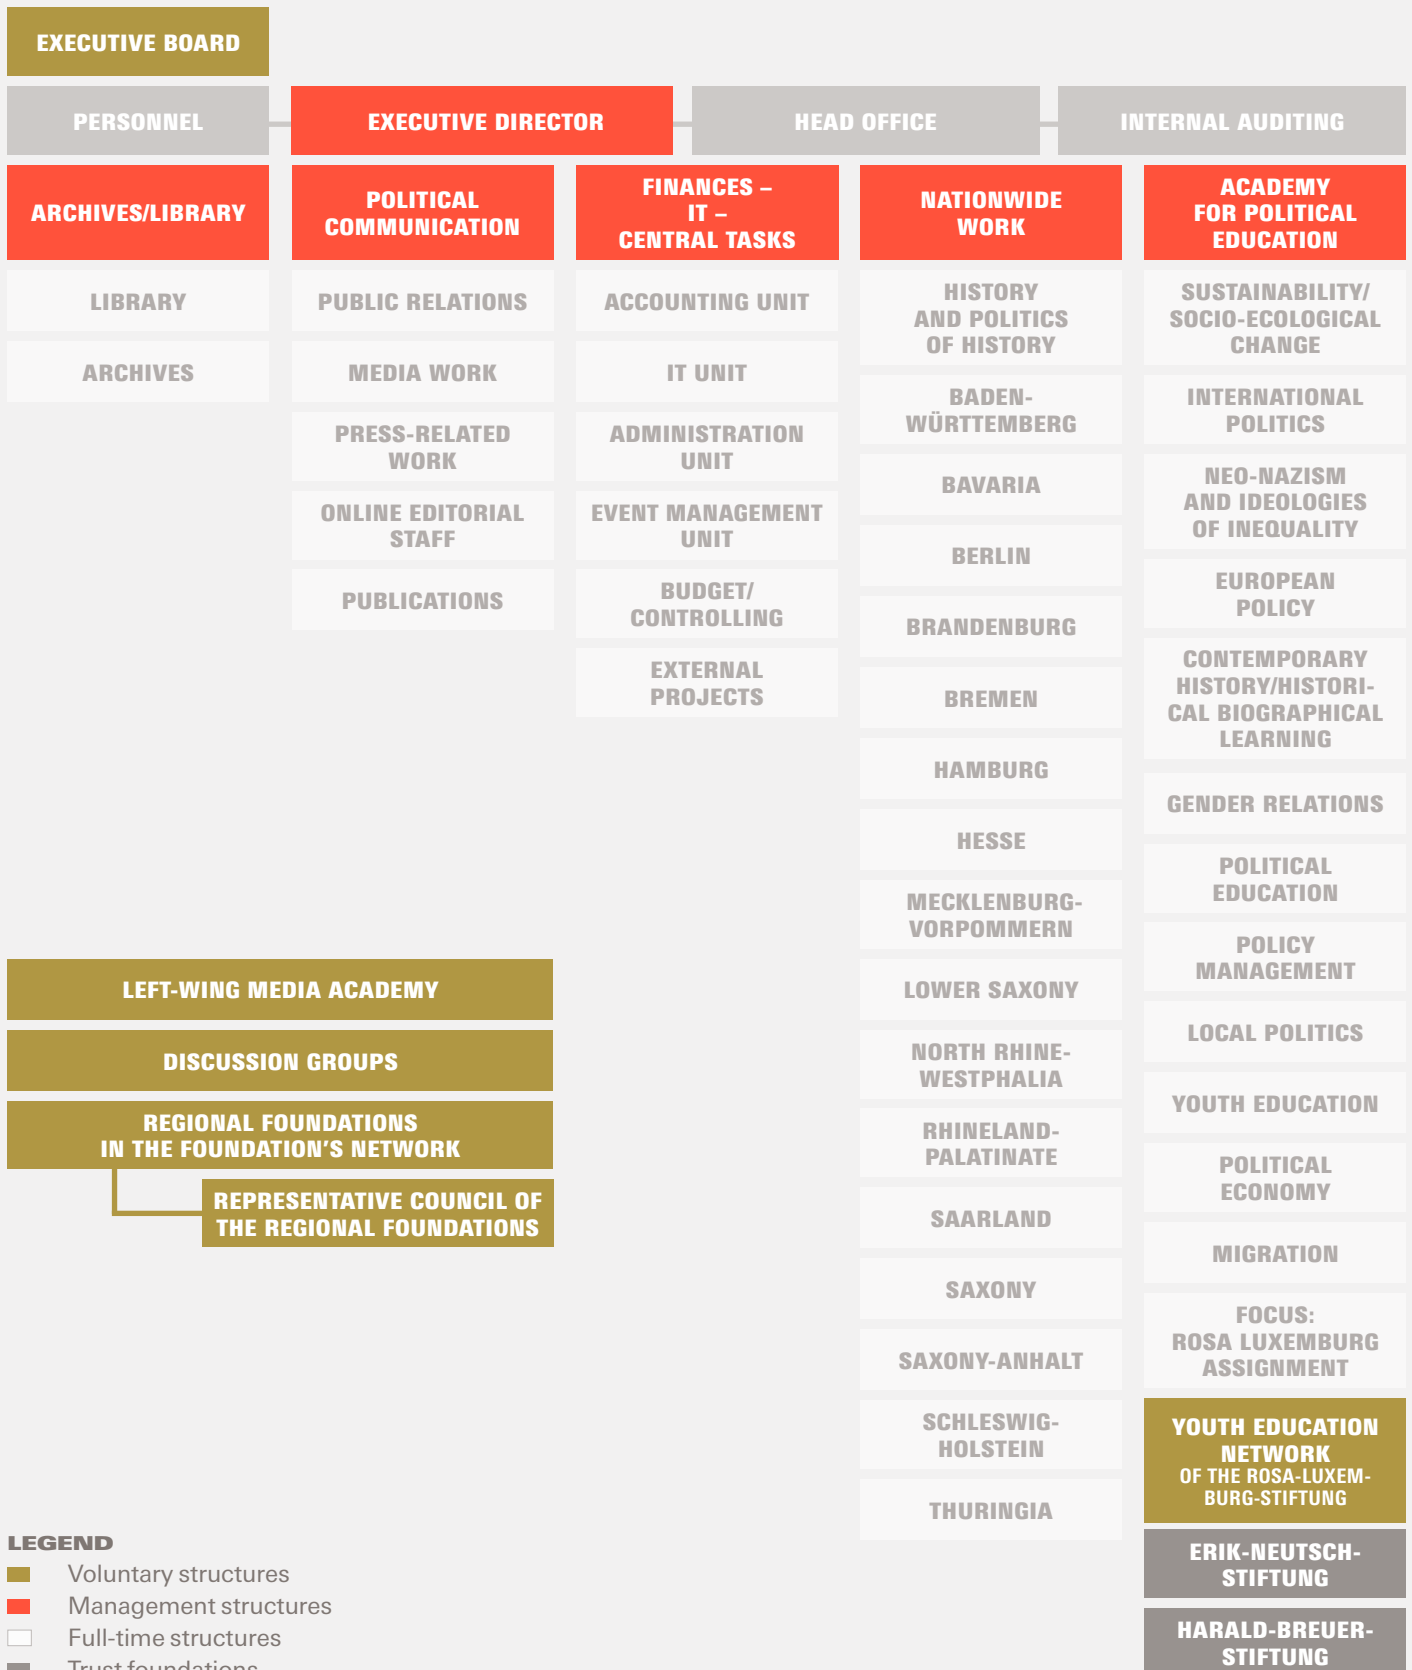 EXECUTIVE BOARD
PERSONNEL
EXECUTIVE DIRECTOR
HEAD OFFICE
INTERNAL AUDITING
ARCHIVES/LIBRARY
LIBRARY
ARCHIVES
POLITICAL
COMMUNICATION
PUBLIC RELATIONS
MEDIA WORK
PRESS-RELATED
WORK
ONLINE EDITORIAL
STAFF
PUBLICATIONS
FINANCES –
IT –
CENTRAL TASKS
ACCOUNTING UNIT
IT UNIT
ADMINISTRATION
UNIT
EVENT MANAGEMENT
UNIT
BUDGET/
CONTROLLING
EXTERNAL
PROJECTS
NATIONWIDE
WORK
HISTORY
AND POLITICS
OF HISTORY
BADEN-
WÜRTTEMBERG
BAVARIA
BERLIN
BRANDENBURG
BREMEN
HAMBURG
HESSE
MECKLENBURG-
VORPOMMERN
LOWER SAXONY
NORTH RHINE-
WESTPHALIA
RHINELAND-
PALATINATE
SAARLAND
SAXONY
SAXONY-ANHALT
SCHLESWIG-
HOLSTEIN
THURINGIA
ACADEMY
FOR POLITICAL
EDUCATION
SUSTAINABILITY/
SOCIO-ECOLOGICAL
CHANGE
INTERNATIONAL
POLITICS
NEO-NAZISM
AND IDEOLOGIES
OF INEQUALITY
EUROPEAN
POLICY
CONTEMPORARY
HISTORY/HISTORI-
CAL BIOGRAPHICAL
LEARNING
GENDER RELATIONS
POLITICAL
EDUCATION
POLICY
MANAGEMENT
LOCAL POLITICS
YOUTH EDUCATION
POLITICAL
ECONOMY
MIGRATION
FOCUS:
ROSA LUXEMBURG
ASSIGNMENT
YOUTH EDUCATION
NETWORK
OF THE ROSA-LUXEM-
BURG-STIFTUNG
ERIK-NEUTSCH-
STIFTUNG
HARALD-BREUER-
STIFTUNG
LEFT-WING MEDIA ACADEMY
DISCUSSION GROUPS
REGIONAL FOUNDATIONS
IN THE FOUNDATION'S NETWORK
REPRESENTATIVE COUNCIL OF
THE REGIONAL FOUNDATIONS
LEGEND
Voluntary structures
Management structures
Full-time structures
Trust foundations